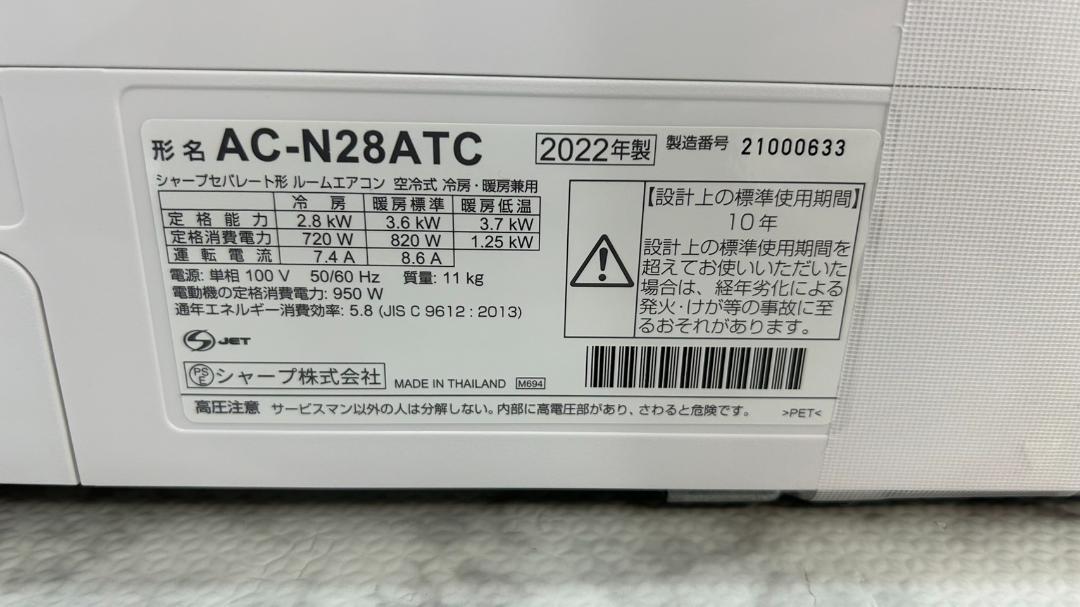 形名 AC-N28ATC 2022年製 製造番号 21000633
シャープセパレート形 ルームエアコン 空冷式 冷房・暖房兼用
冷 房 暖房標準 暖房低温
定格能力 2.8 kW 3.6 kW 3.7 kW
定格消費電力 720 W 820 W 1.25 kW
運転電流 7.4 A 8.6 A
電源: 単相 100 V 50/60 Hz 質量: 11 kg
電動機の定格消費電力: 950 W
通年エネルギー消費効率: 5.8 (JIS C 9612 : 2013)
S JET
PSE シャープ株式会社 MADE IN THAILAND M694
【設計上の標準使用期間】
10 年
設計上の標準使用期間を
超えてお使いいただいた
場合は、経年劣化による
発火・けが等の事故に至
るおそれがあります。
高圧注意 サービスマン以外の人は分解しない。内部に高電圧部があり、さわると危険です。 >PET<